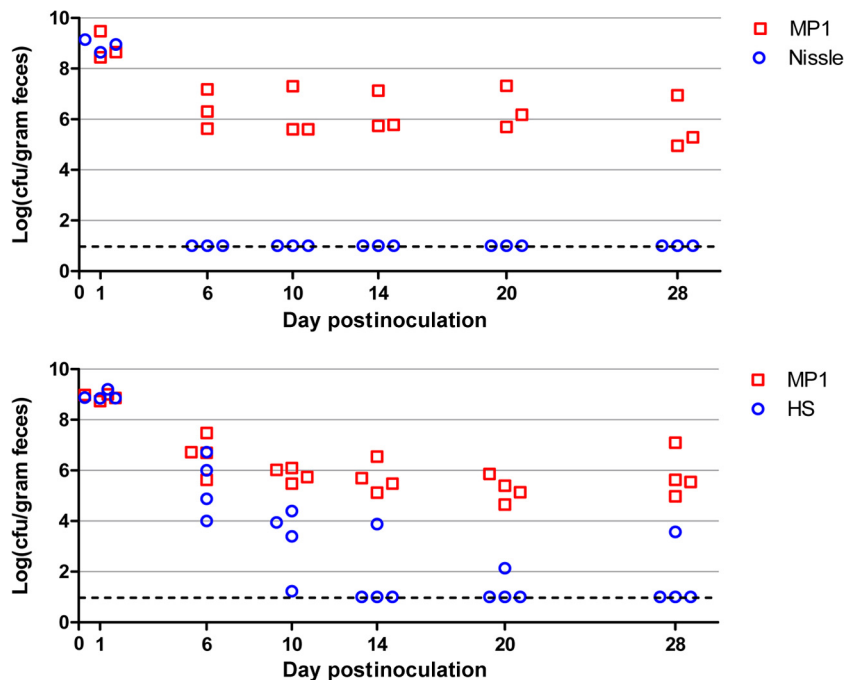 10
8
6
4
2
0
Log(cfu/gram feces)
0 1 6 10 14 20 28
Day postinoculation
MP1
Nissle
10
8
6
4
2
0
Log(cfu/gram feces)
0 1 6 10 14 20 28
Day postinoculation
MP1
HS